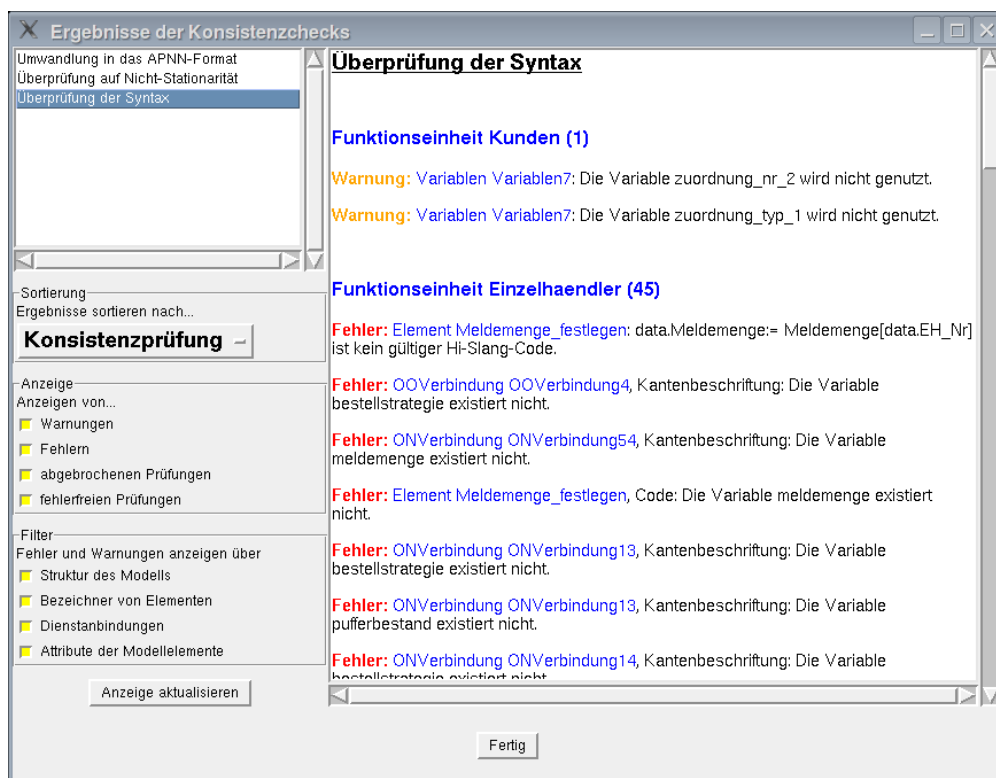 Ergebnisse der Konsistenzchecks
Umwandlung in das APNN-Format
Überprüfung auf Nicht-Stationarität
Überprüfung der Syntax
Sortierung
Ergebnisse sortieren nach...
Konsistenzprüfung
Anzeige
Anzeigen von...
Warnungen
Fehlern
abgebrochenen Prüfungen
fehlerfreien Prüfungen
Filter
Fehler und Warnungen anzeigen über
Struktur des Modells
Bezeichner von Elementen
Dienstanbindungen
Attribute der Modellelemente
Anzeige aktualisieren
Überprüfung der Syntax
Funktionseinheit Kunden (1)
Warnung: Variablen Variablen7: Die Variable zuordnung_nr_2 wird nicht genutzt.
Warnung: Variablen Variablen7: Die Variable zuordnung_typ_1 wird nicht genutzt.
Funktionseinheit Einzelhaendler (45)
Fehler: Element Meldemenge_festlegen: data.Meldemenge:= Meldemenge[data.EH_Nr]
ist kein gültiger Hi-Slang-Code.
Fehler: OOVerbindung OOVerbindung4, Kantenbeschriftung: Die Variable
bestellstrategie existiert nicht.
Fehler: ONVerbindung ONVerbindung54, Kantenbeschriftung: Die Variable
meldemenge existiert nicht.
Fehler: Element Meldemenge_festlegen, Code: Die Variable meldemenge existiert
nicht.
Fehler: ONVerbindung ONVerbindung13, Kantenbeschriftung: Die Variable
bestellstrategie existiert nicht.
Fehler: ONVerbindung ONVerbindung13, Kantenbeschriftung: Die Variable
pufferbestand existiert nicht.
Fehler: ONVerbindung ONVerbindung14, Kantenbeschriftung: Die Variable
bestellstrategie existiert nicht.
Fertig